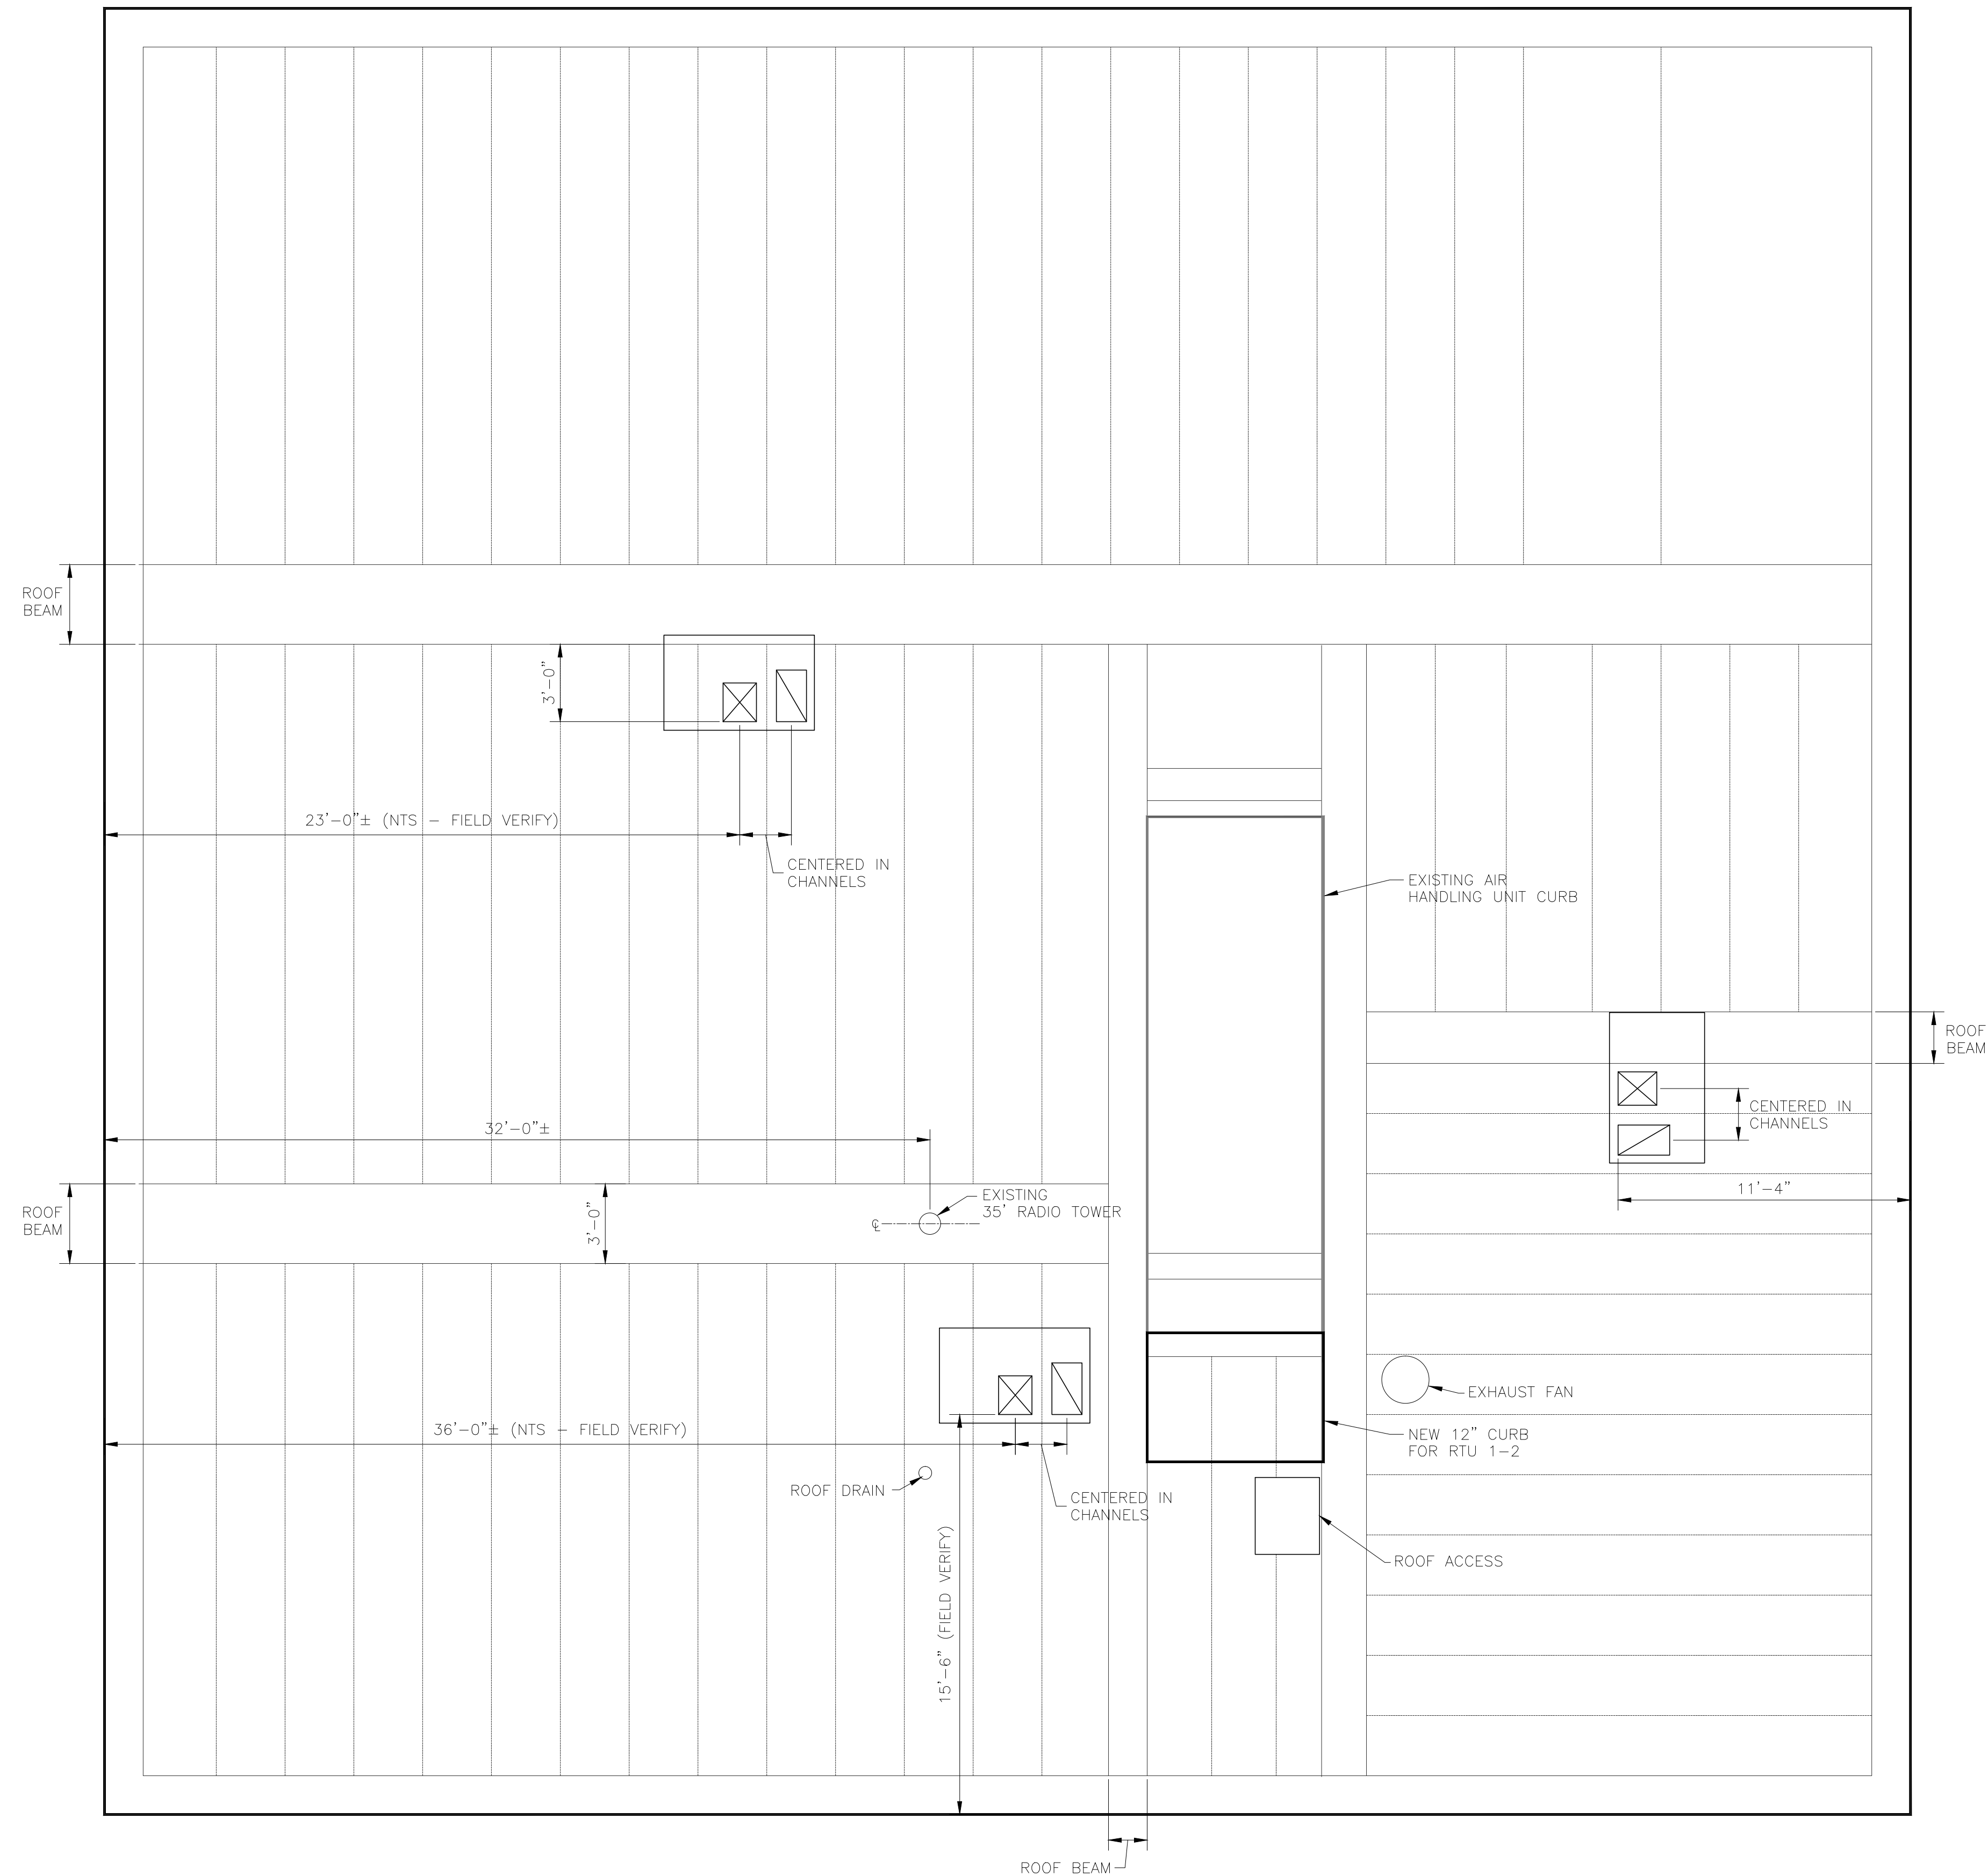 ROOF
BEAM
3'-0"
23'-0"± (NTS - FIELD VERIFY)
CENTERED IN
CHANNELS
EXISTING AIR
HANDLING UNIT CURB
ROOF
BEAM
CENTERED IN
CHANNELS
32'-0"±
11'-4"
ROOF
BEAM
3'-0"
EXISTING
35' RADIO TOWER
℄
EXHAUST FAN
36'-0"± (NTS - FIELD VERIFY)
NEW 12" CURB
FOR RTU 1-2
ROOF DRAIN
CENTERED IN
CHANNELS
15'-6" (FIELD VERIFY)
ROOF ACCESS
ROOF BEAM